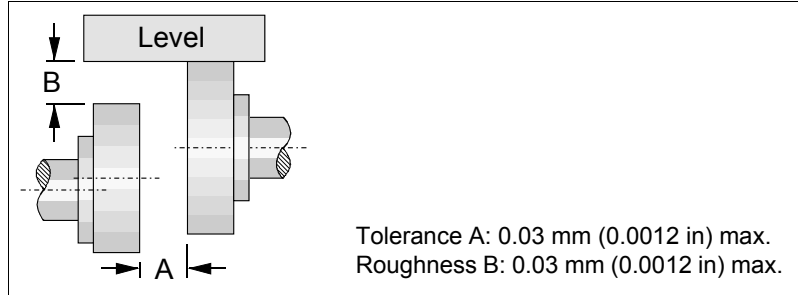 Level
B
A
Tolerance A: 0.03 mm (0.0012 in) max.
Roughness B: 0.03 mm (0.0012 in) max.